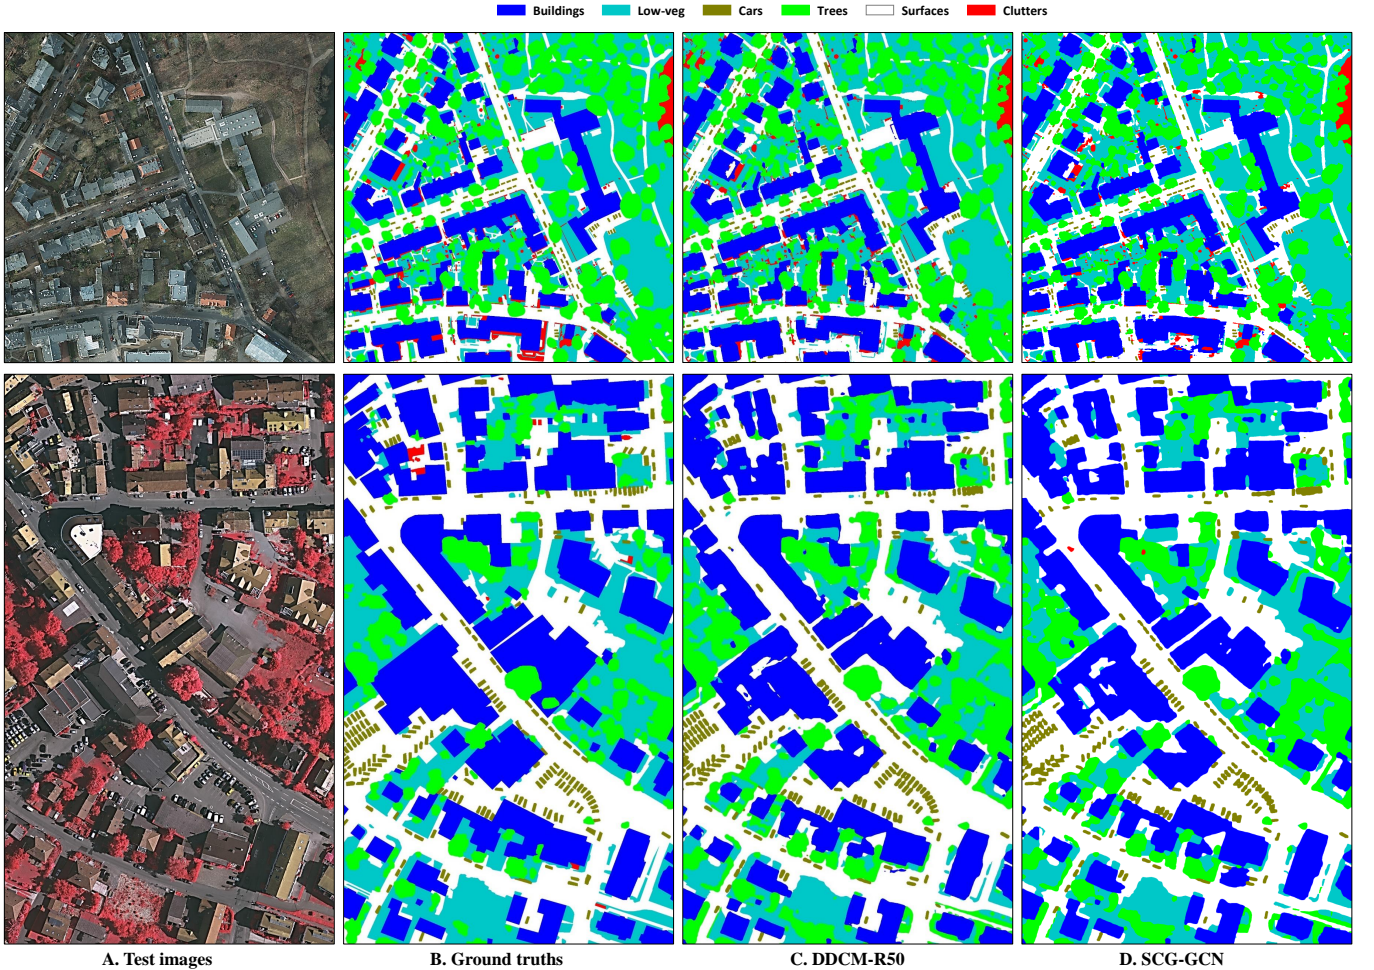 Buildings Low-veg Cars Trees Surfaces Clutters
A. Test images B. Ground truths C. DDCM-R50 D. SCG-GCN